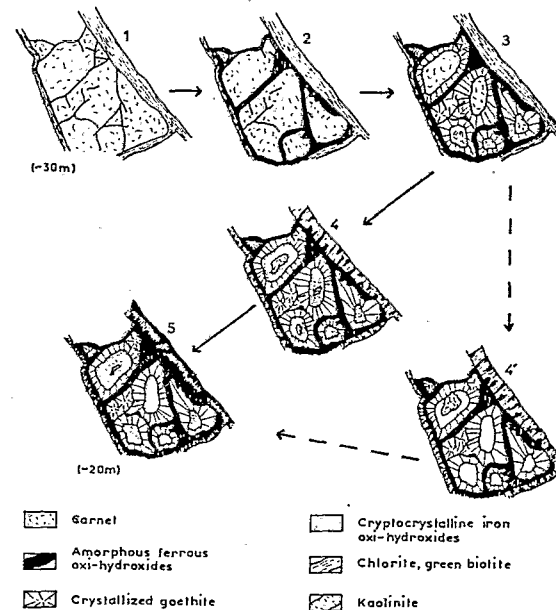 1
2
3
(-30m)
4
5
4'
(-20m)
Garnet
Amorphous ferrous
oxi-hydroxides
Crystallized goethite
Cryptocrystalline iron
oxi-hydroxides
Chlorite, green biotite
Kaolinite